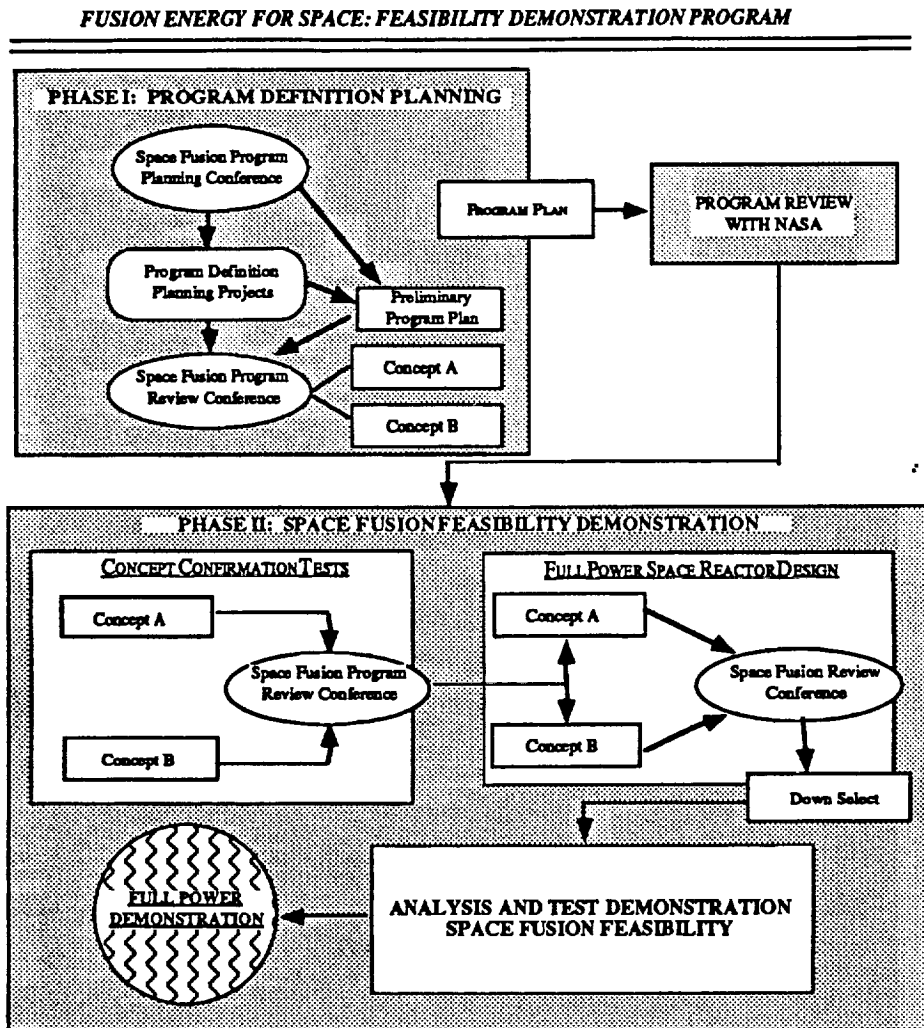 FUSION ENERGY FOR SPACE: FEASIBILITY DEMONSTRATION PROGRAM
PHASE I: PROGRAM DEFINITION PLANNING
Space Fusion Program
Planning Conference
Program Definition
Planning Projects
Preliminary
Program Plan
Space Fusion Program
Review Conference
Concept A
Concept B
PROGRAM PLAN
PROGRAM REVIEW
WITH NASA
PHASE II: SPACE FUSION FEASIBILITY DEMONSTRATION
CONCEPT CONFIRMATION TESTS
Concept A
Space Fusion Program
Review Conference
Concept B
FULL POWER SPACE REACTOR DESIGN
Concept A
Space Fusion Review
Conference
Concept B
Down Select
ANALYSIS AND TEST DEMONSTRATION
SPACE FUSION FEASIBILITY
FULL POWER
DEMONSTRATION